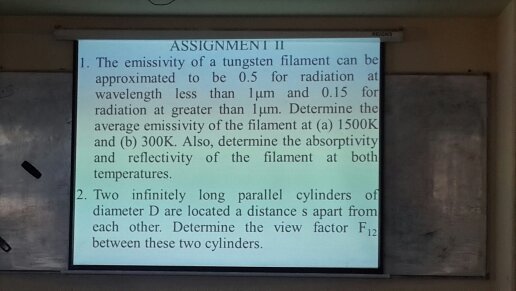 ASSIGNMENT II
1. The emissivity of a tungsten filament can be
approximated to be 0.5 for radiation at
wavelength less than 1μm and 0.15 for
radiation at greater than 1μm. Determine the
average emissivity of the filament at (a) 1500K
and (b) 300K. Also, determine the absorptivity
and reflectivity of the filament at both
temperatures.
2. Two infinitely long parallel cylinders of
diameter D are located a distance s apart from
each other. Determine the view factor F₁₂
between these two cylinders.